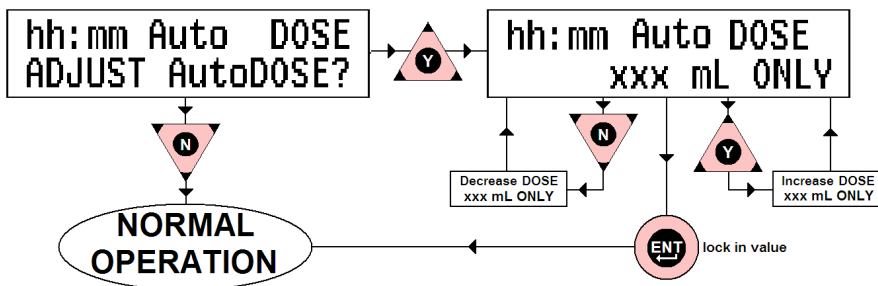 hh:mm Auto DOSE
ADJUST AutoDOSE?
Y
hh:mm Auto DOSE
xxx mL ONLY
N
N
Y
Decrease DOSE
xxx mL ONLY
Increase DOSE
xxx mL ONLY
NORMAL
OPERATION
ENT
lock in value